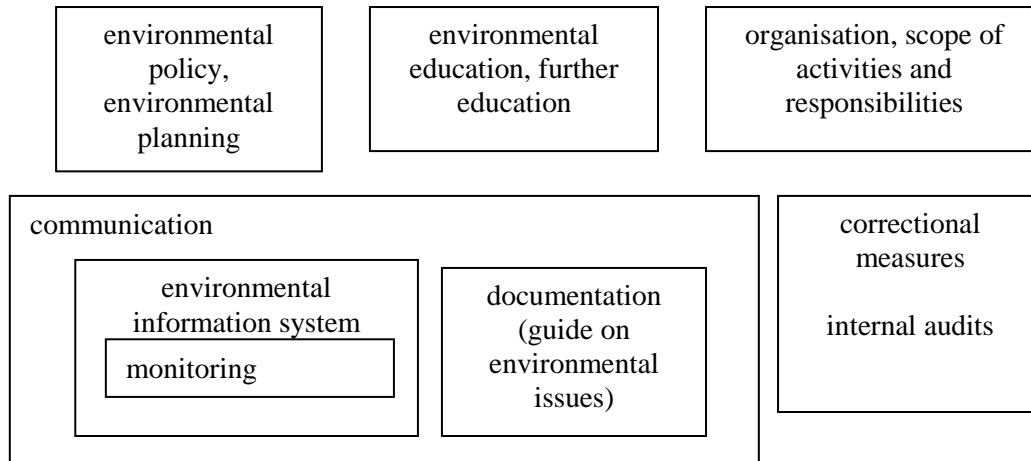 environmental
policy,
environmental
planning
environmental
education, further
education
organisation, scope of
activities and
responsibilities
communication
environmental
information system
monitoring
documentation
(guide on
environmental
issues)
correctional
measures
internal audits